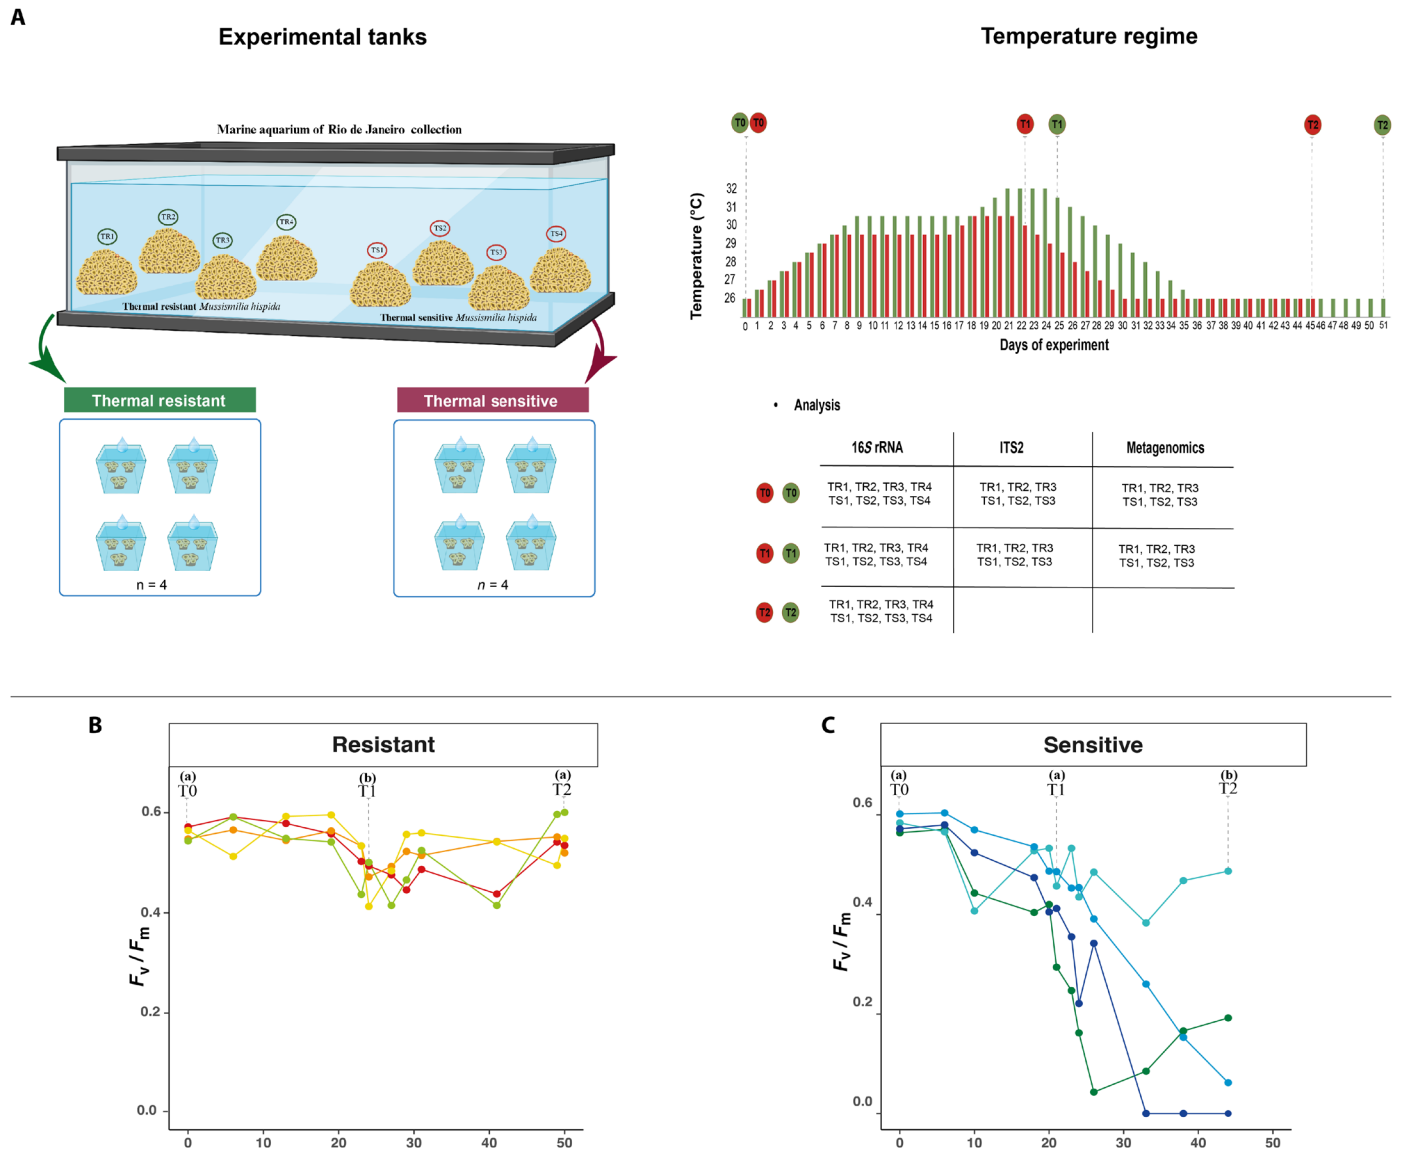 A
Experimental tanks
Marine aquarium of Rio de Janeiro collection
TR1
TR2
TR3
TR4
TS1
TS2
TS3
TS4
Thermal resistant Mussismilia hispida
Thermal sensitive Mussismilia hispida
Thermal resistant
n = 4
Thermal sensitive
n = 4
Temperature regime
T0 T0 T1 T1 T2 T2
Temperature (°C)
32
31
30
29
28
27
26
0 1 2 3 4 5 6 7 8 9 10 11 12 13 14 15 16 17 18 19 20 21 22 23 24 25 26 27 28 29 30 31 32 33 34 35 36 37 38 39 40 41 42 43 44 45 46 47 48 49 50 51
Days of experiment
• Analysis
16S rRNA ITS2 Metagenomics
T0 T0
TR1, TR2, TR3, TR4 TR1, TR2, TR3 TR1, TR2, TR3
TS1, TS2, TS3, TS4 TS1, TS2, TS3 TS1, TS2, TS3
T1 T1
TR1, TR2, TR3, TR4 TR1, TR2, TR3 TR1, TR2, TR3
TS1, TS2, TS3, TS4 TS1, TS2, TS3 TS1, TS2, TS3
T2 T2
TR1, TR2, TR3, TR4
TS1, TS2, TS3, TS4
B
Resistant
(a) (b) (a)
T0 T1 T2
Fv / Fm
0.6
0.4
0.2
0.0
0 10 20 30 40 50
C
Sensitive
(a) (a) (b)
T0 T1 T2
Fv / Fm
0.6
0.4
0.2
0.0
0 10 20 30 40 50